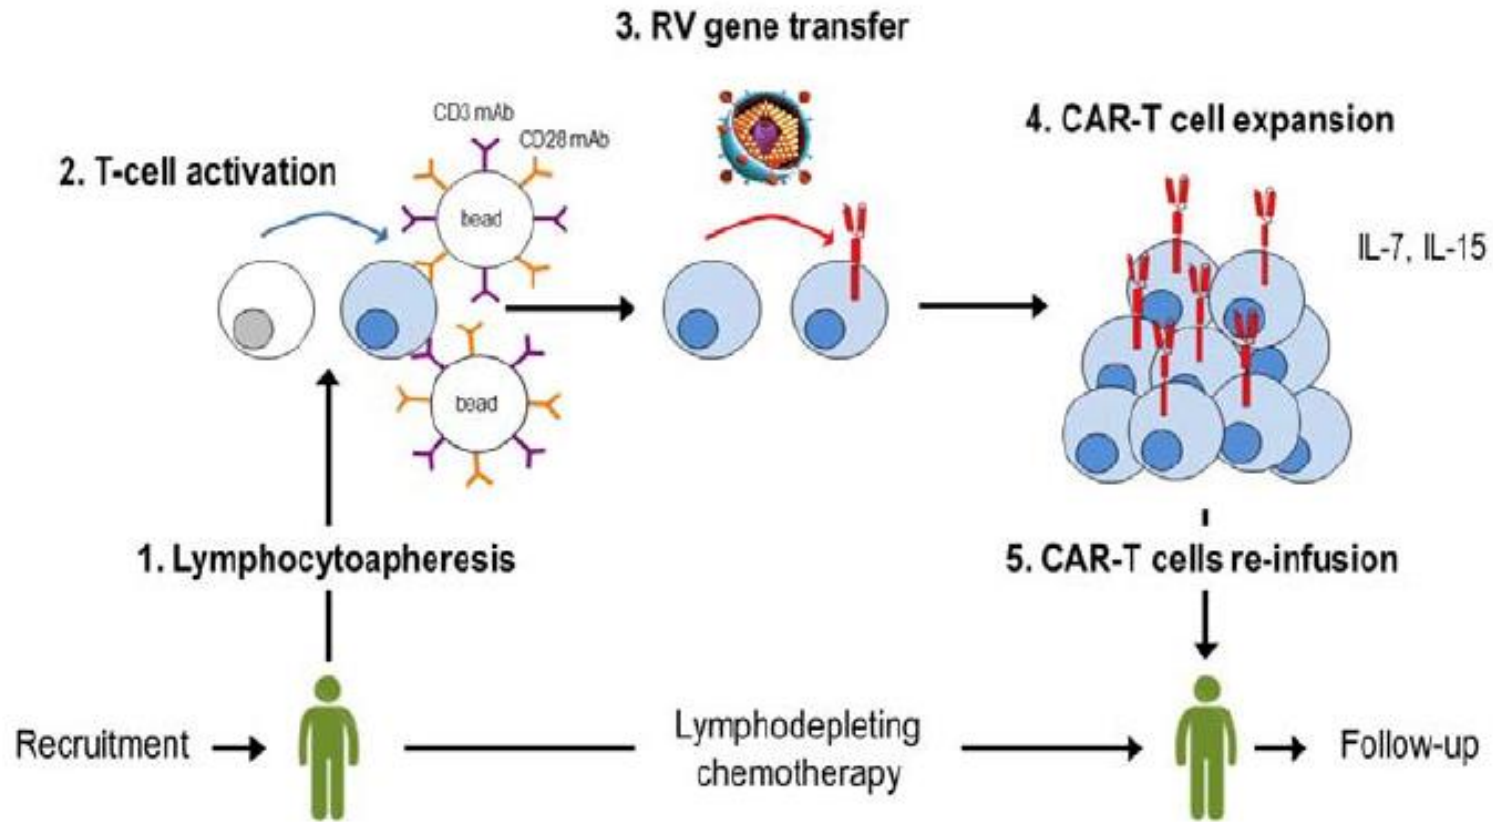 3. RV gene transfer
CD3 mAb
CD28 mAb
4. CAR-T cell expansion
2. T-cell activation
bead
IL-7, IL-15
bead
1. Lymphocytoapheresis
5. CAR-T cells re-infusion
Recruitment
Lymphodepleting
chemotherapy
Follow-up